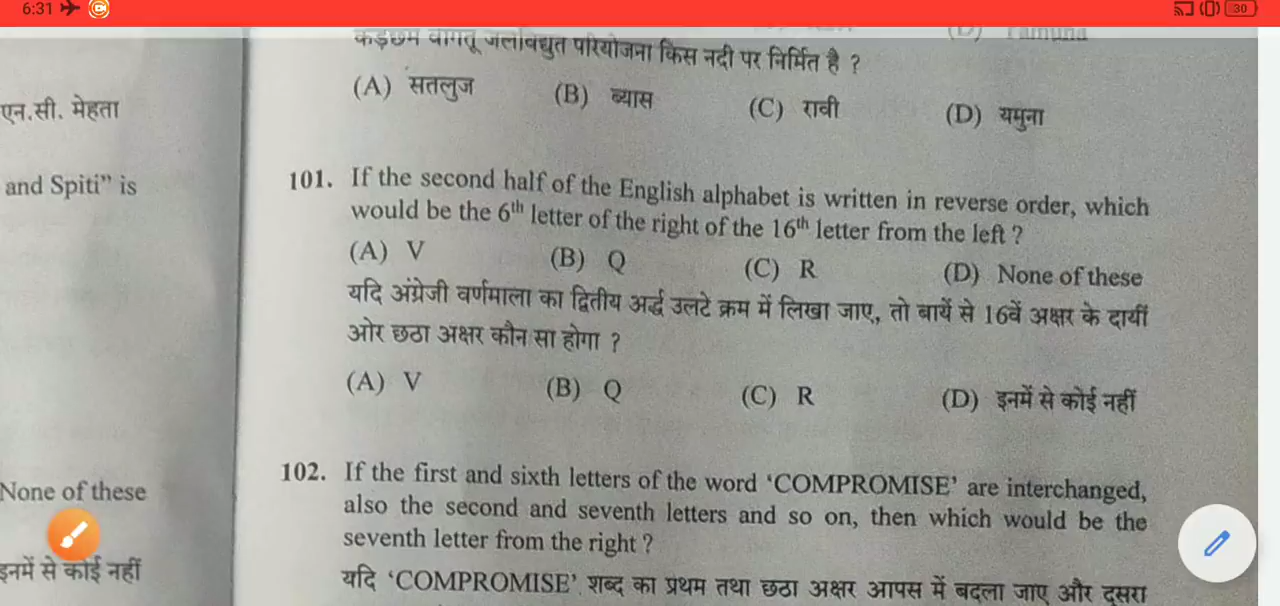 6:31
30
एन.सी. मेहता
and Spiti” is
None of these
इनमें से कोई नहीं
कड़छम वांगतू जलविद्युत परियोजना किस नदी पर निर्मित है ?
(A) सतलुज (B) ब्यास (C) रावी (D) यमुना
101. If the second half of the English alphabet is written in reverse order, which
would be the 6th letter of the right of the 16th letter from the left ?
(A) V (B) Q (C) R (D) None of these
यदि अंग्रेजी वर्णमाला का द्वितीय अर्द्ध उलटे क्रम में लिखा जाए, तो बायें से 16वें अक्षर के दायीं
ओर छठा अक्षर कौन सा होगा ?
(A) V (B) Q (C) R (D) इनमें से कोई नहीं
102. If the first and sixth letters of the word ‘COMPROMISE’ are interchanged,
also the second and seventh letters and so on, then which would be the
seventh letter from the right ?
यदि ‘COMPROMISE’ शब्द का प्रथम तथा छठा अक्षर आपस में बदला जाए और दूसरा